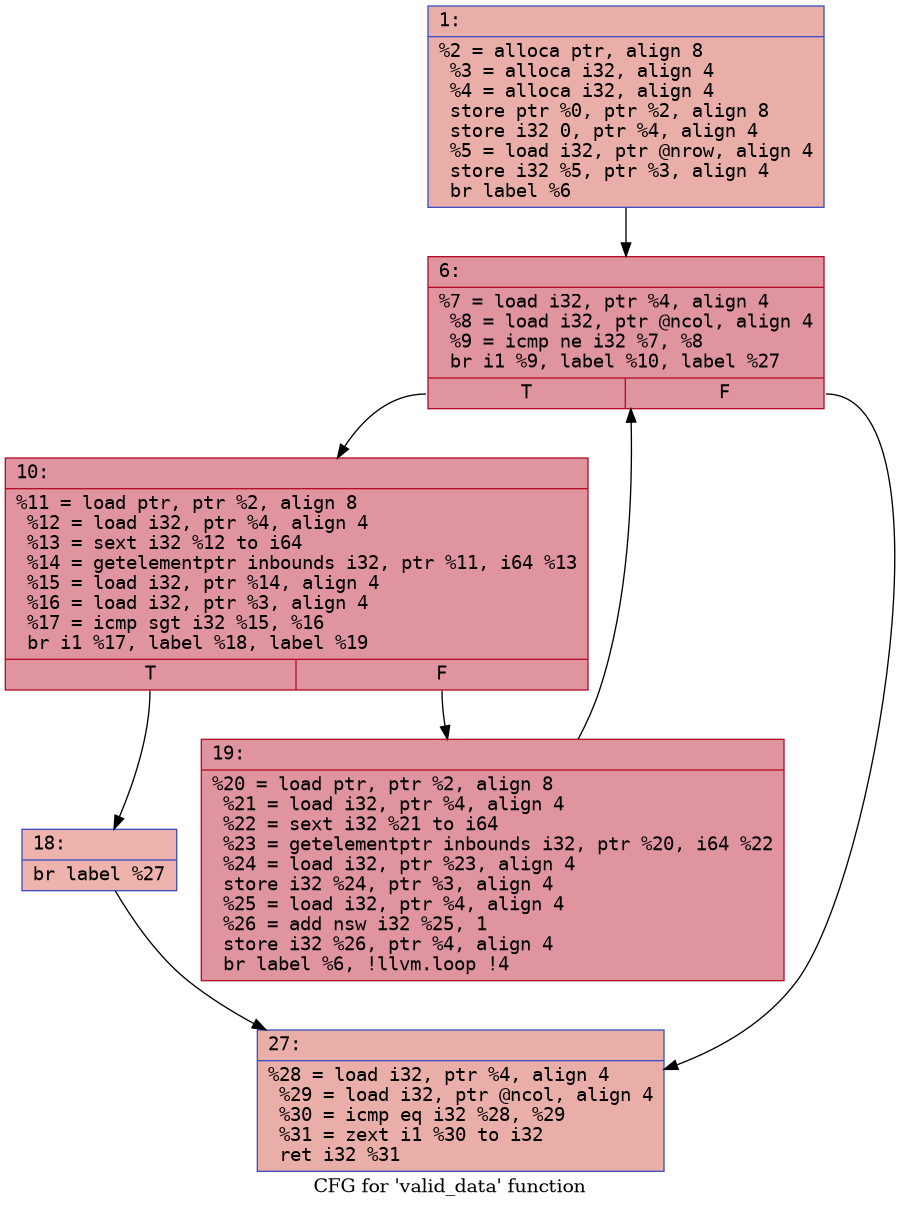 1:
%2 = alloca ptr, align 8
%3 = alloca i32, align 4
%4 = alloca i32, align 4
store ptr %0, ptr %2, align 8
store i32 0, ptr %4, align 4
%5 = load i32, ptr @nrow, align 4
store i32 %5, ptr %3, align 4
br label %6
6:
%7 = load i32, ptr %4, align 4
%8 = load i32, ptr @ncol, align 4
%9 = icmp ne i32 %7, %8
br i1 %9, label %10, label %27
T F
10:
%11 = load ptr, ptr %2, align 8
%12 = load i32, ptr %4, align 4
%13 = sext i32 %12 to i64
%14 = getelementptr inbounds i32, ptr %11, i64 %13
%15 = load i32, ptr %14, align 4
%16 = load i32, ptr %3, align 4
%17 = icmp sgt i32 %15, %16
br i1 %17, label %18, label %19
T F
18:
br label %27
19:
%20 = load ptr, ptr %2, align 8
%21 = load i32, ptr %4, align 4
%22 = sext i32 %21 to i64
%23 = getelementptr inbounds i32, ptr %20, i64 %22
%24 = load i32, ptr %23, align 4
store i32 %24, ptr %3, align 4
%25 = load i32, ptr %4, align 4
%26 = add nsw i32 %25, 1
store i32 %26, ptr %4, align 4
br label %6, !llvm.loop !4
27:
%28 = load i32, ptr %4, align 4
%29 = load i32, ptr @ncol, align 4
%30 = icmp eq i32 %28, %29
%31 = zext i1 %30 to i32
ret i32 %31
CFG for 'valid_data' function